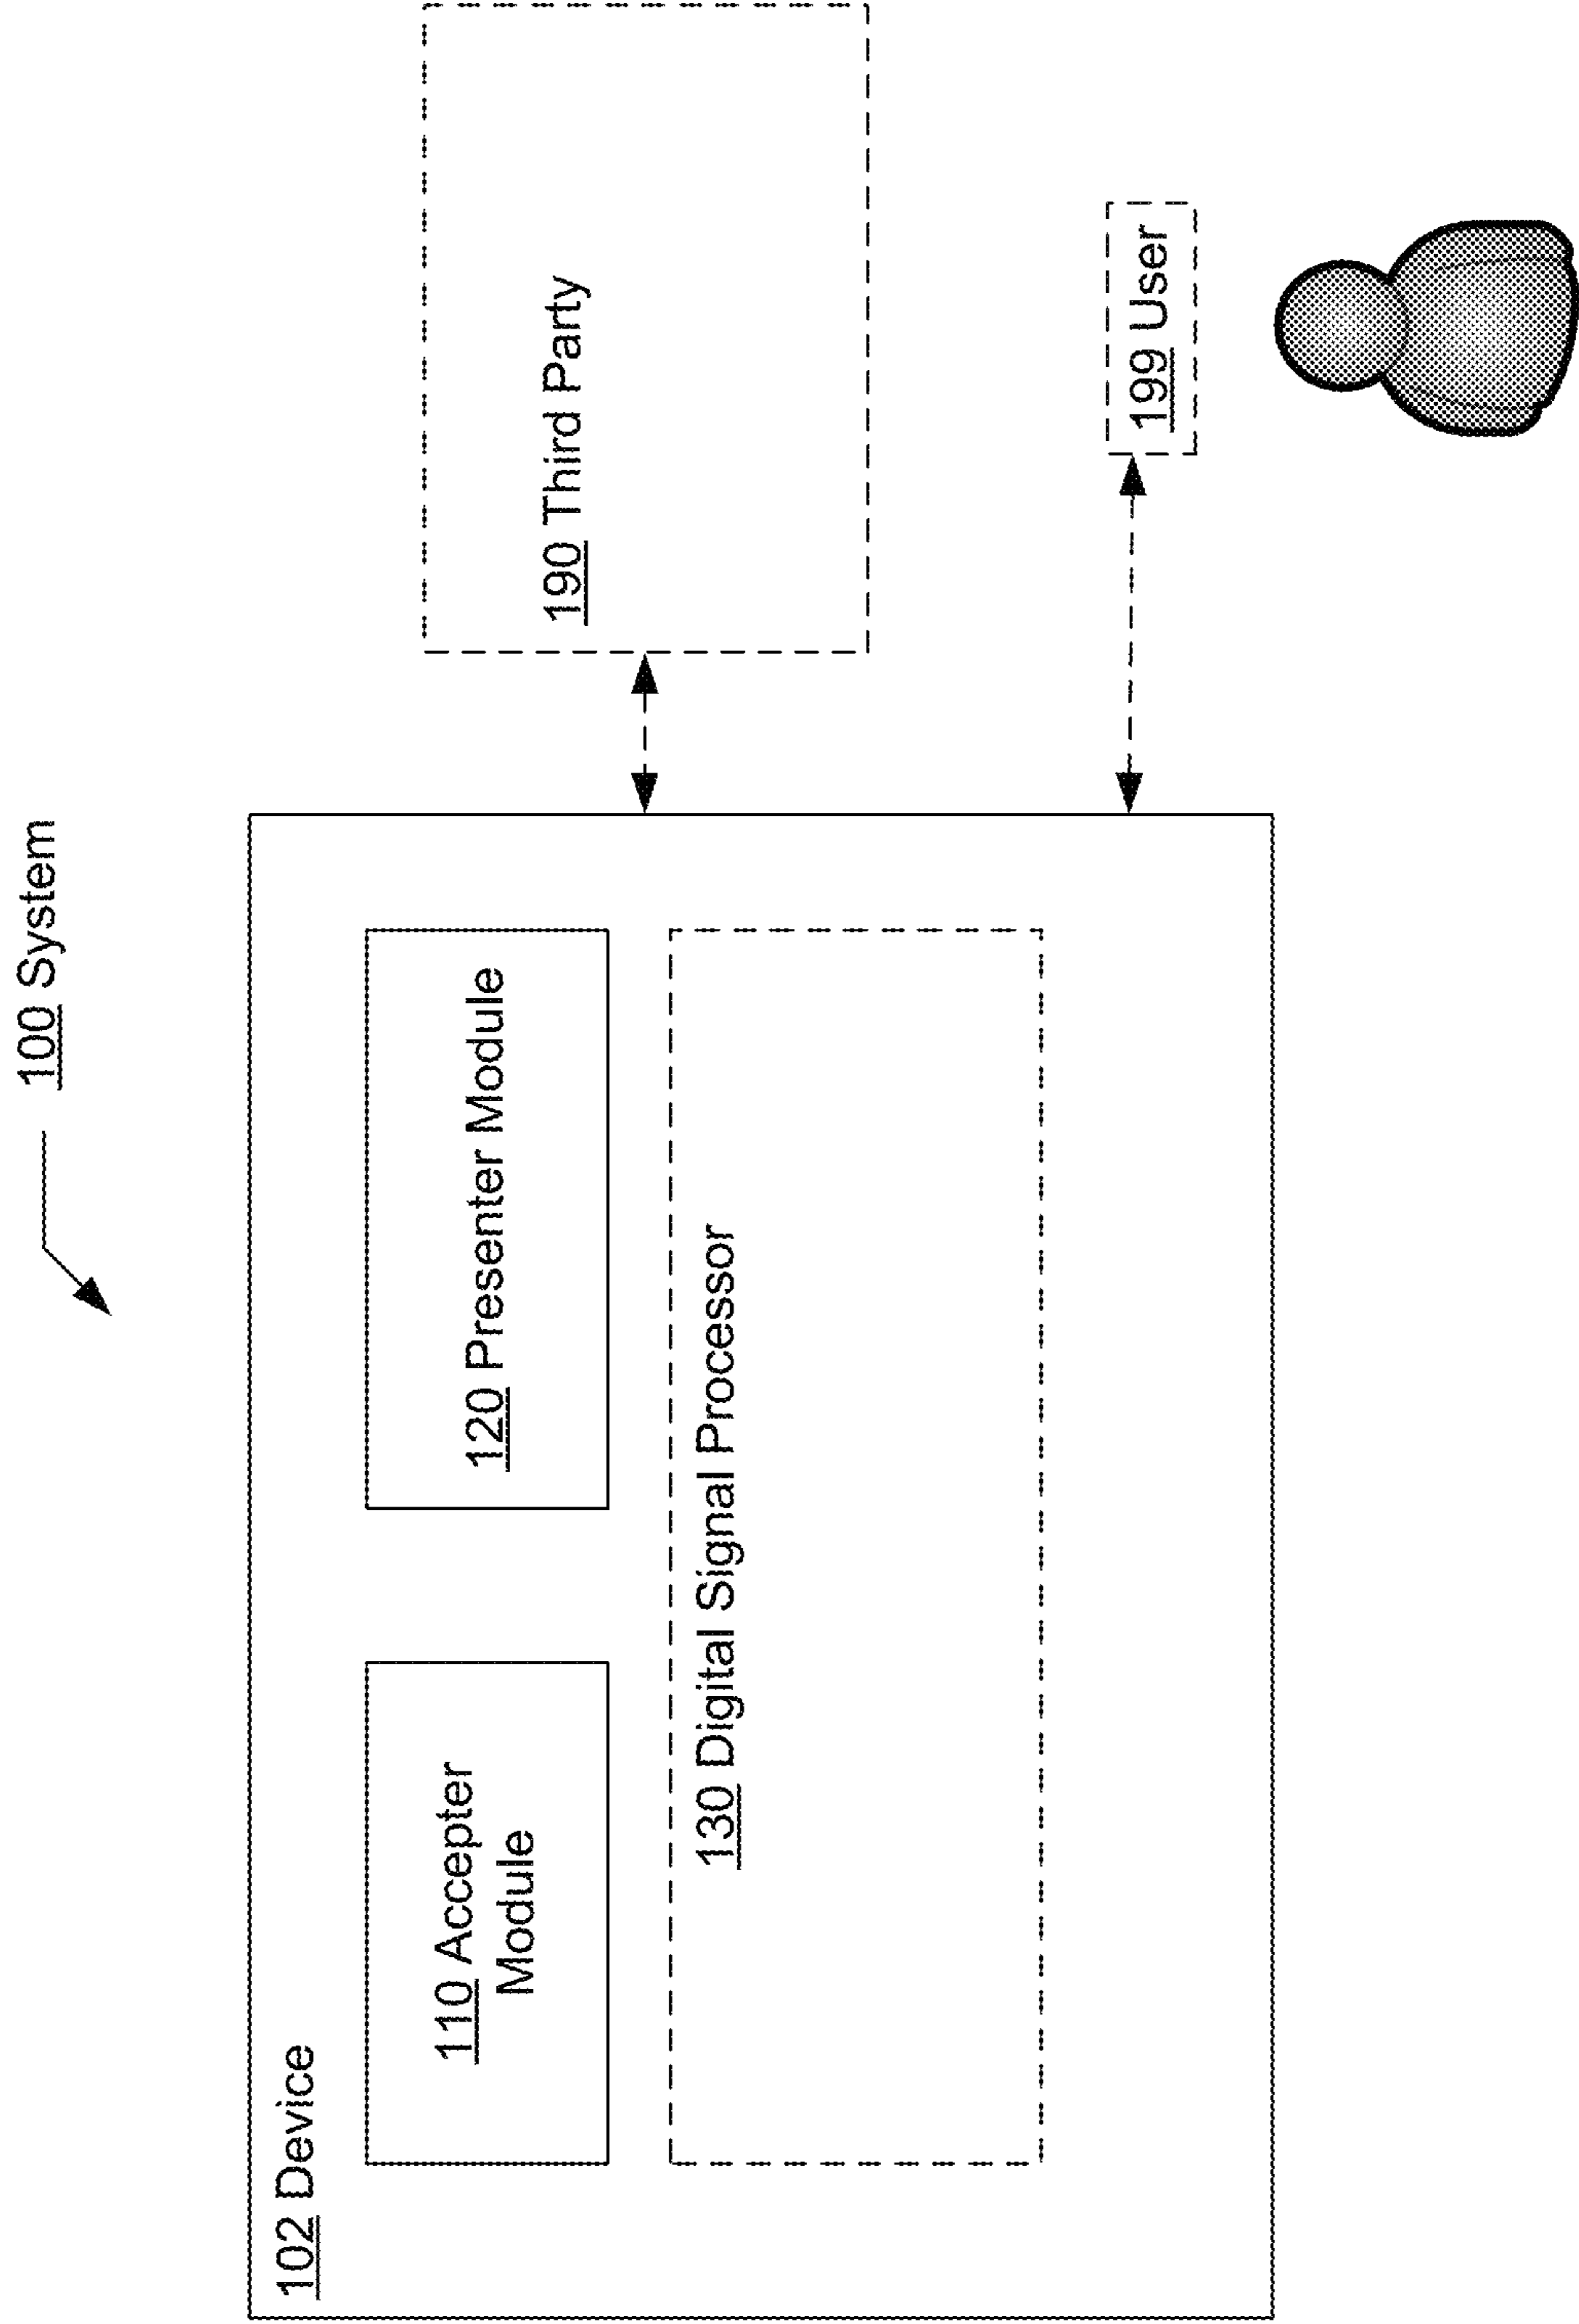 100 System
102 Device
110 Accepter
Module
120 Presenter Module
130 Digital Signal Processor
190 Third Party
199 User